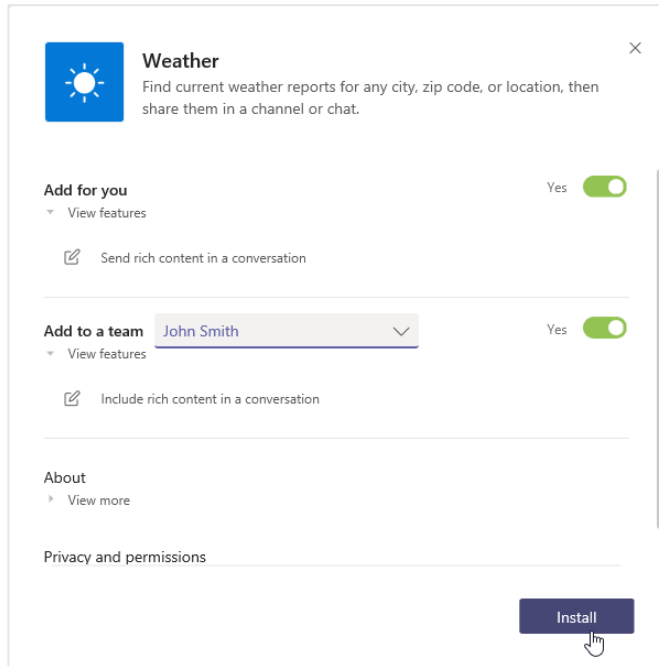 Weather
Find current weather reports for any city, zip code, or location, then
share them in a channel or chat.
Add for you
Yes
View features
Send rich content in a conversation
Add to a team
John Smith
Yes
View features
Include rich content in a conversation
About
View more
Privacy and permissions
Install